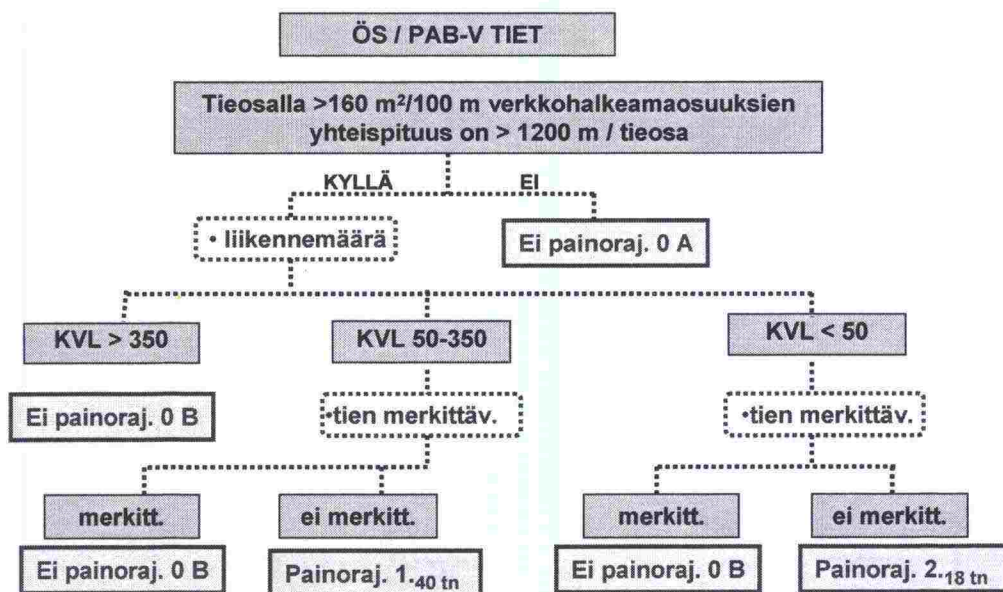 ÖS / PAB-V TIET
Tieosalla >160 m²/100 m verkkohalkeamaosuuksien
yhteispituus on > 1200 m / tieosa
KYLLÄ EI
• liikennemäärä
Ei painoraj. 0 A
KVL > 350
KVL 50-350
KVL < 50
Ei painoraj. 0 B
•tien merkittäv.
•tien merkittäv.
merkitt.
ei merkitt.
merkitt.
ei merkitt.
Ei painoraj. 0 B
Painoraj. 1.40 tn
Ei painoraj. 0 B
Painoraj. 2.18 tn